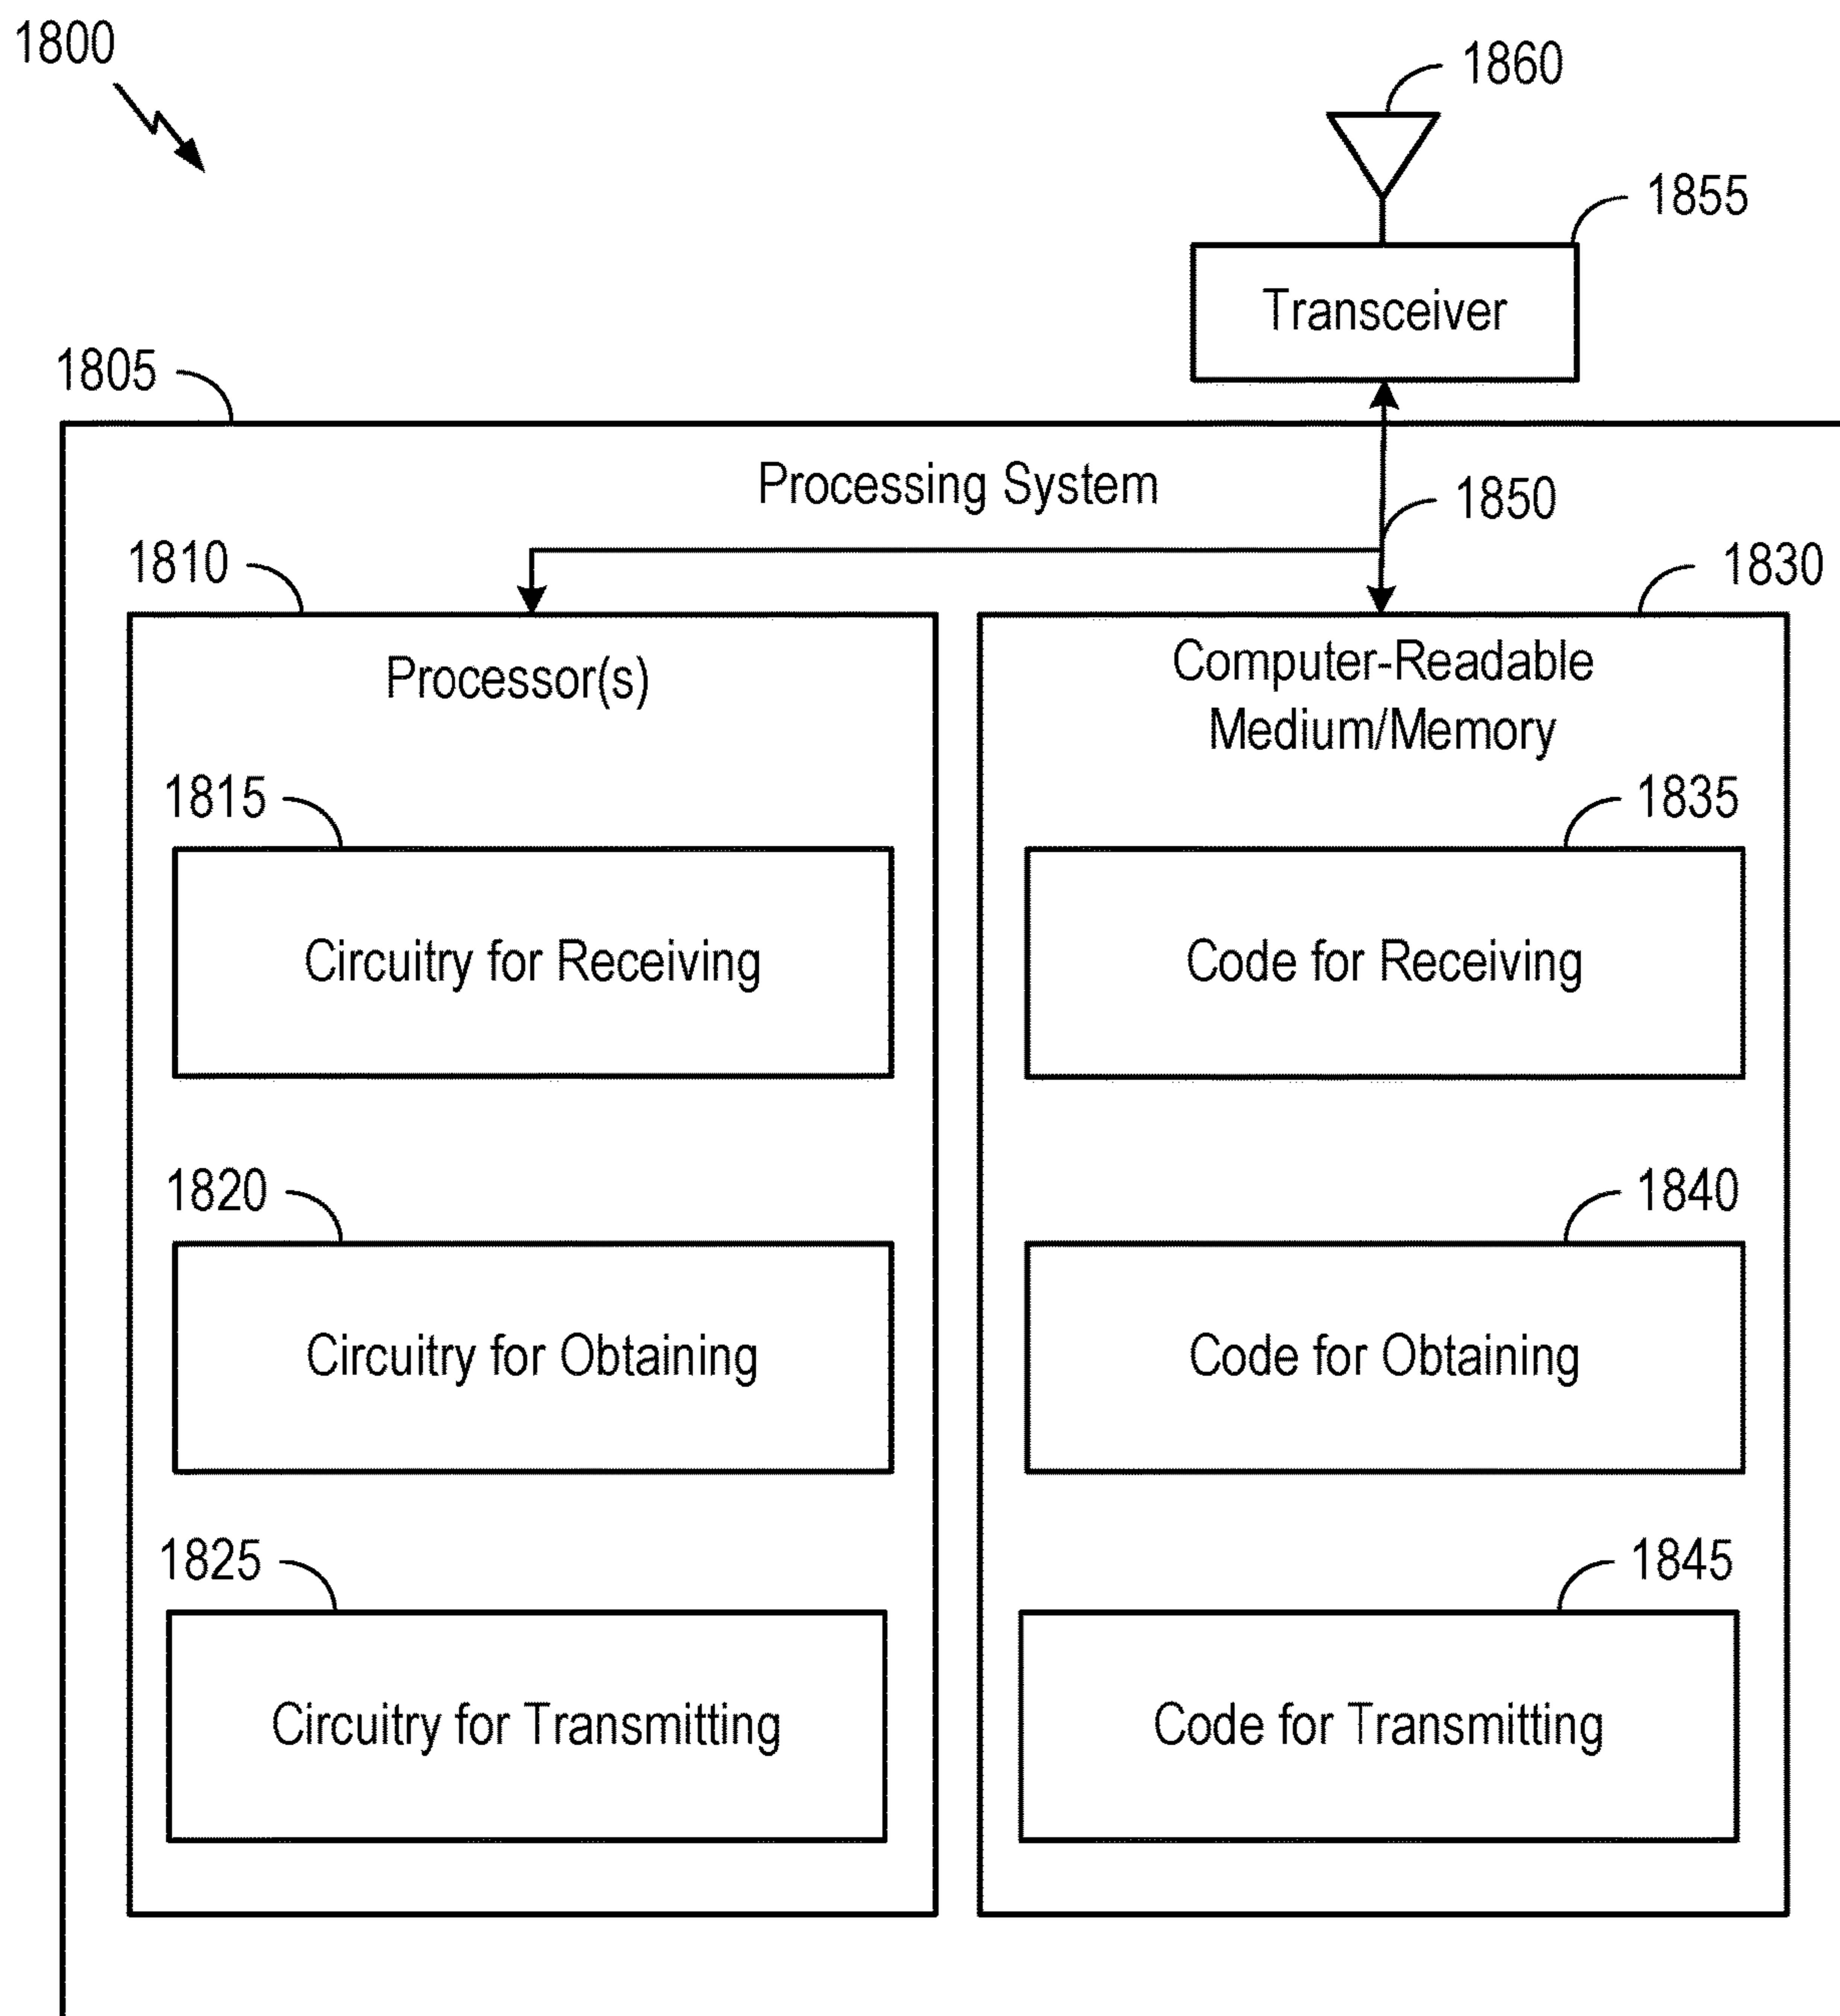 1800
1860
1855
Transceiver
1805
Processing System
1850
1810
1830
Processor(s)
Computer-Readable
Medium/Memory
1815
1835
Circuitry for Receiving
Code for Receiving
1820
1840
Circuitry for Obtaining
Code for Obtaining
1825
1845
Circuitry for Transmitting
Code for Transmitting